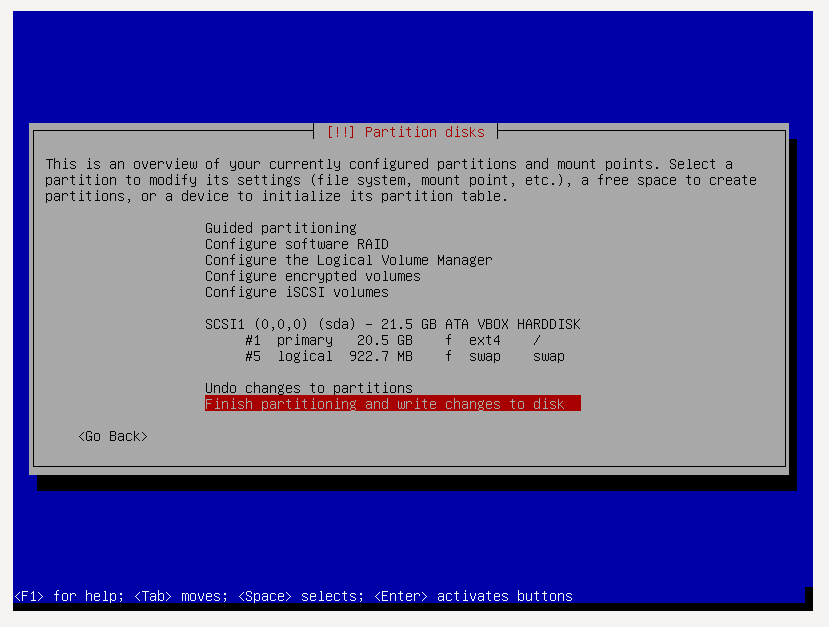 [!!] Partition disks
This is an overview of your currently configured partitions and mount points. Select a
partition to modify its settings (file system, mount point, etc.), a free space to create
partitions, or a device to initialize its partition table.
Guided partitioning
Configure software RAID
Configure the Logical Volume Manager
Configure encrypted volumes
Configure iSCSI volumes
SCSI1 (0,0,0) (sda) - 21.5 GB ATA VBOX HARDDISK
#1 primary 20.5 GB f ext4 /
#5 logical 922.7 MB f swap swap
Undo changes to partitions
Finish partitioning and write changes to disk
<Go Back>
<F1> for help; <Tab> moves; <Space> selects; <Enter> activates buttons